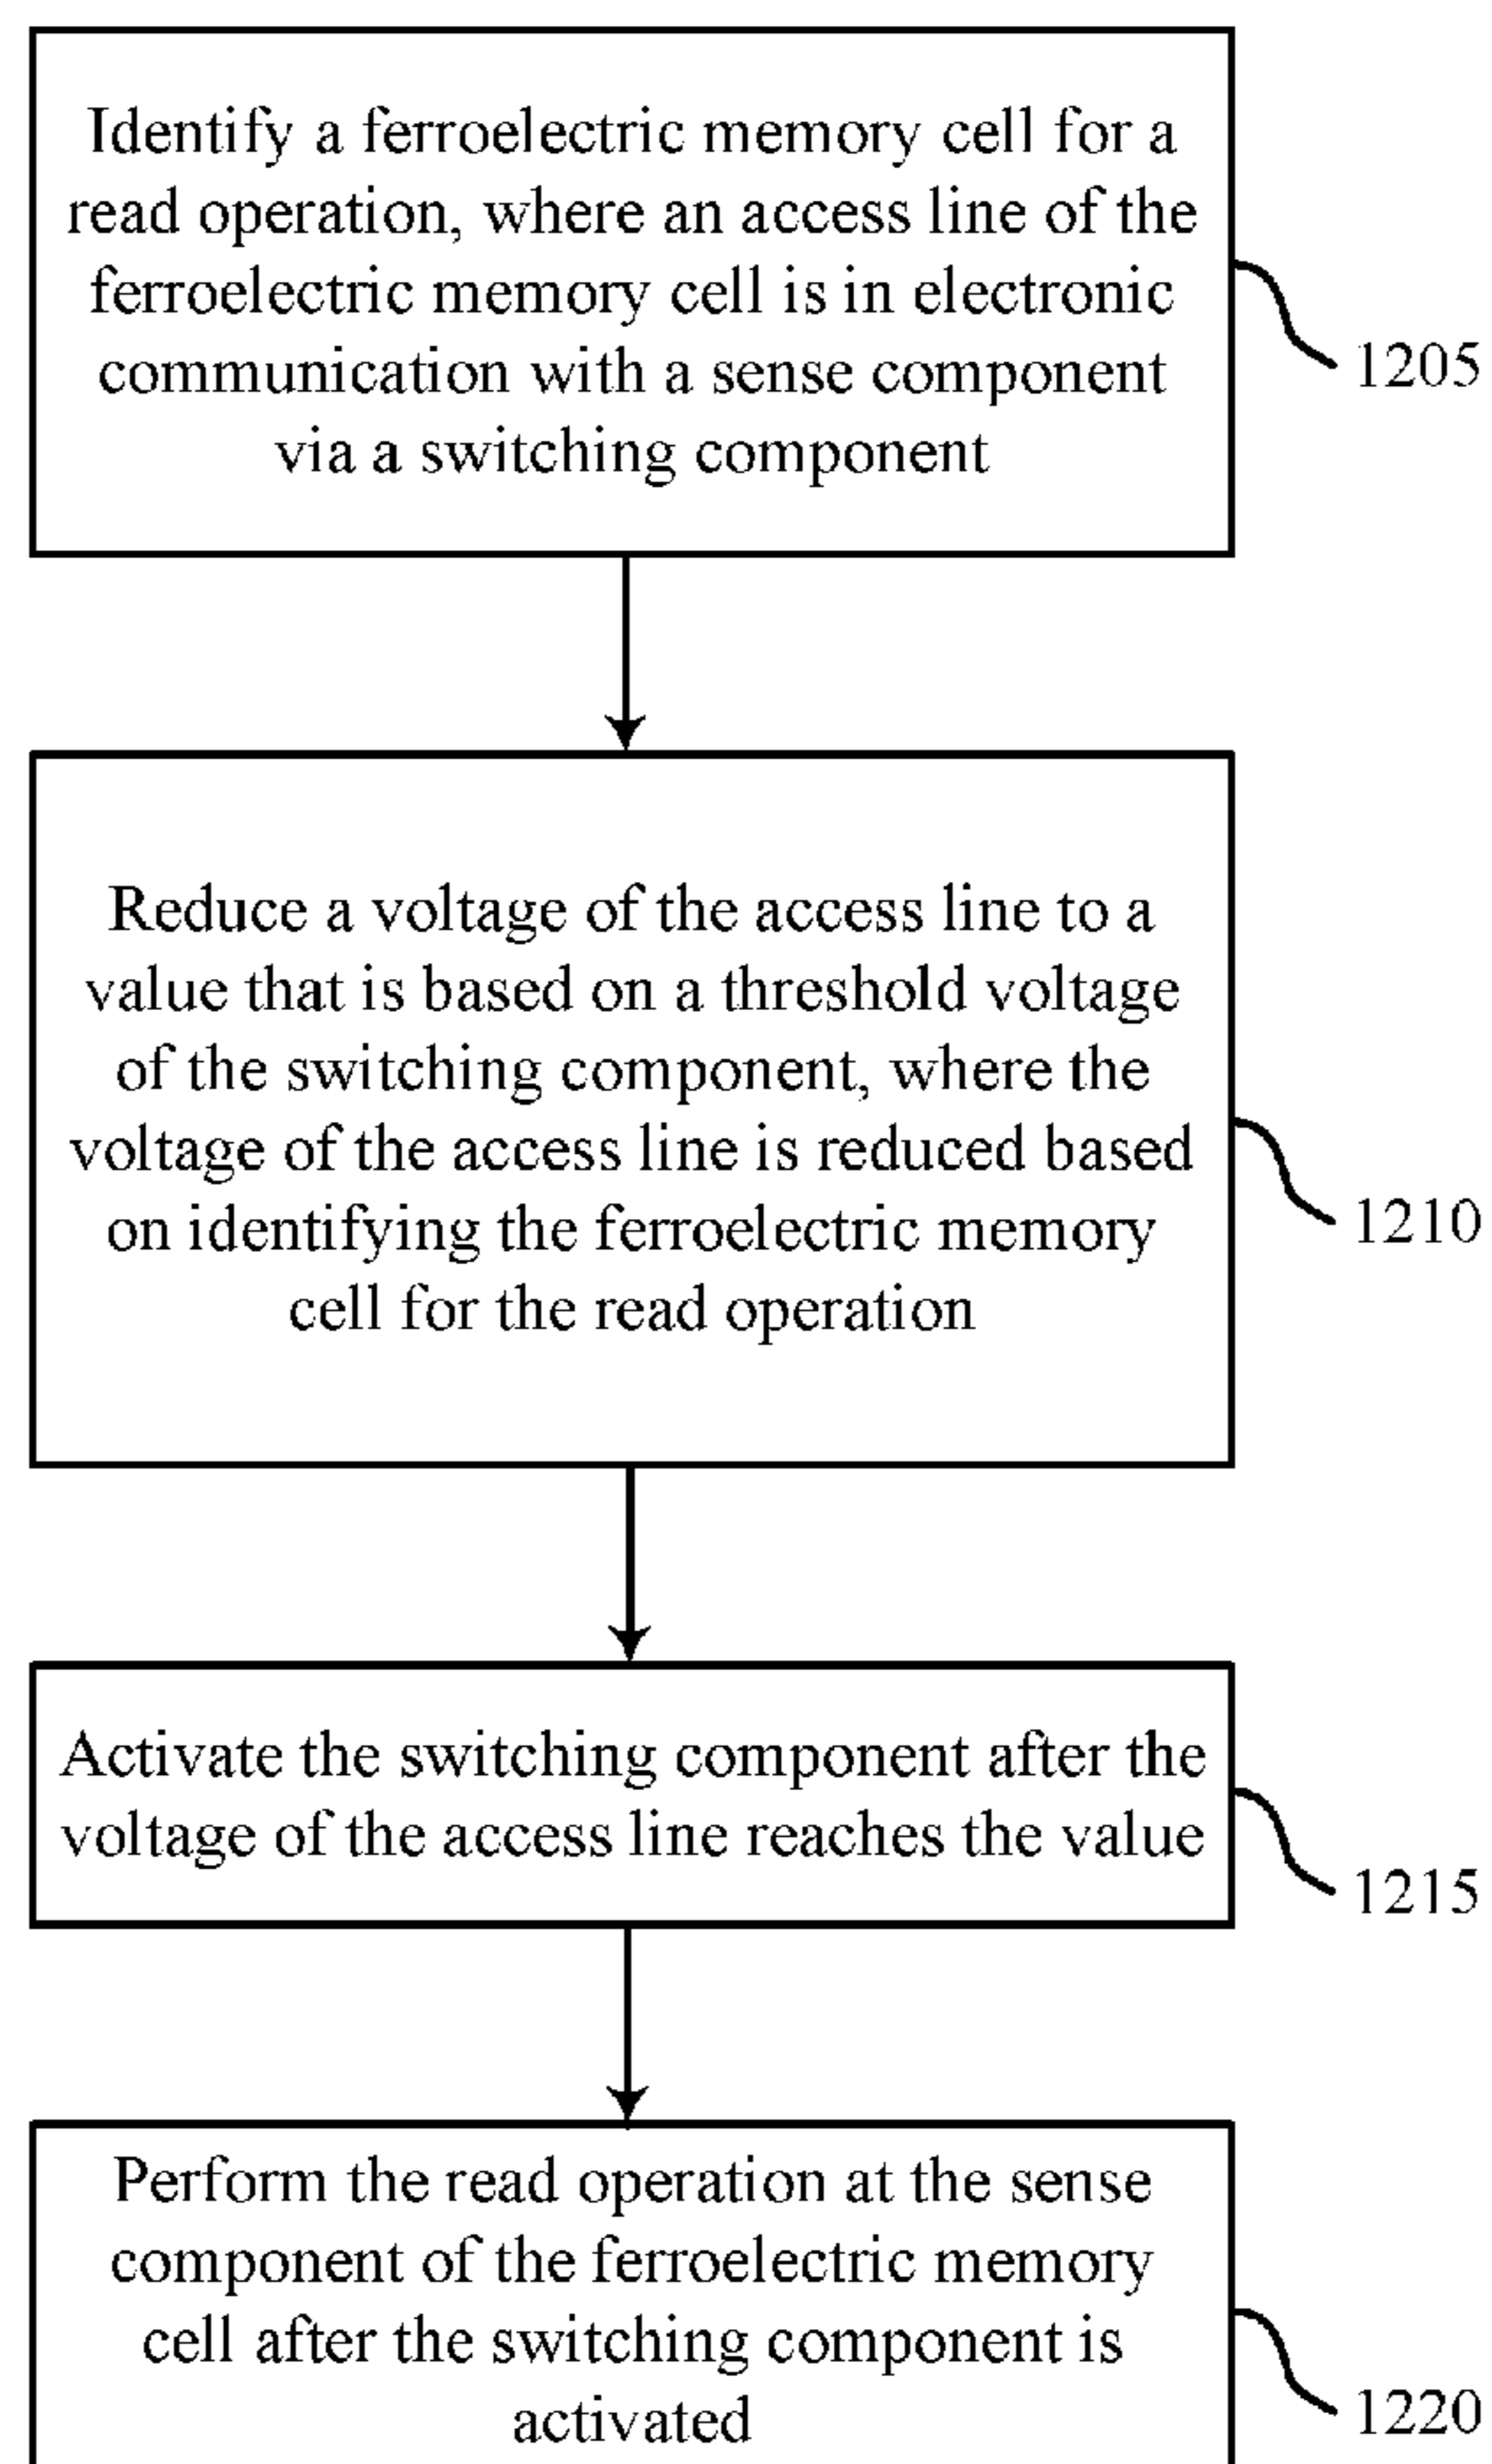 Identify a ferroelectric memory cell for a
read operation, where an access line of the
ferroelectric memory cell is in electronic
communication with a sense component
via a switching component
1205
Reduce a voltage of the access line to a
value that is based on a threshold voltage
of the switching component, where the
voltage of the access line is reduced based
on identifying the ferroelectric memory
cell for the read operation
1210
Activate the switching component after the
voltage of the access line reaches the value
1215
Perform the read operation at the sense
component of the ferroelectric memory
cell after the switching component is
activated
1220